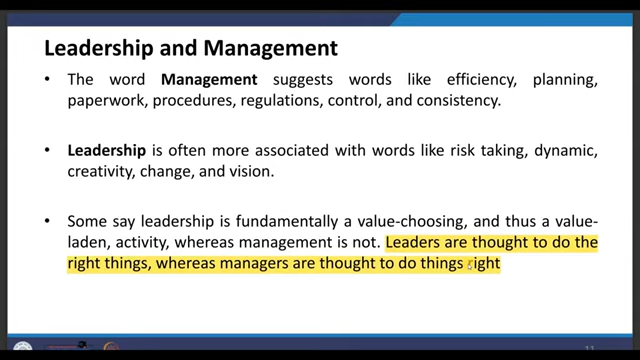 Leadership and Management
• The word Management suggests words like efficiency, planning,
paperwork, procedures, regulations, control, and consistency.
• Leadership is often more associated with words like risk taking, dynamic,
creativity, change, and vision.
• Some say leadership is fundamentally a value-choosing, and thus a value-
laden, activity, whereas management is not. Leaders are thought to do the
right things, whereas managers are thought to do things right
11